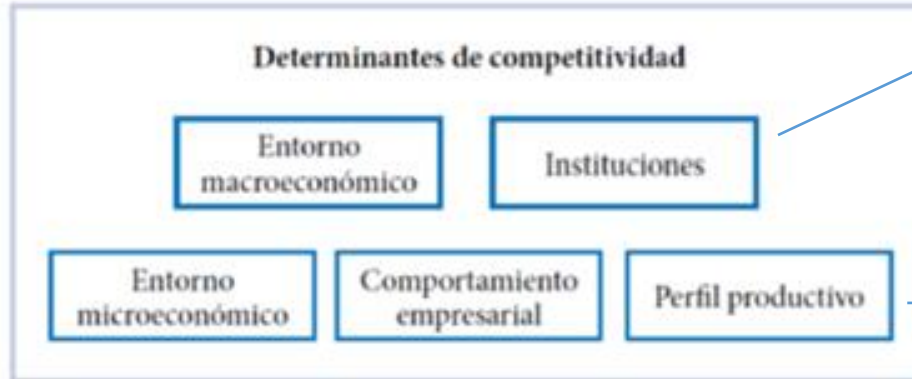 Determinantes de competitividad
Entorno
macroeconómico
Instituciones
Entorno
microeconómico
Comportamiento
empresarial
Perfil productivo